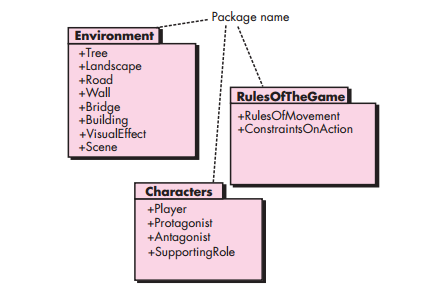 Package name
Environment
+Tree
+Landscape
+Road
+Wall
+Bridge
+Building
+VisualEffect
+Scene
RulesOfTheGame
+RulesOfMovement
+ConstraintsOnAction
Characters
+Player
+Protagonist
+Antagonist
+SupportingRole